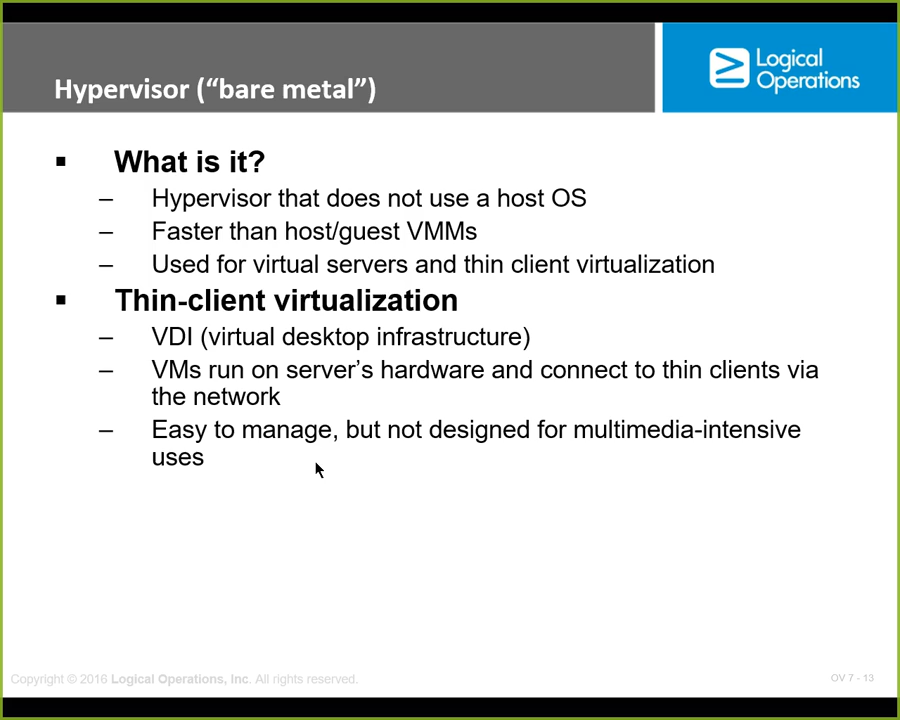 Hypervisor (“bare metal”)
Logical
Operations
▪ What is it?
– Hypervisor that does not use a host OS
– Faster than host/guest VMMs
– Used for virtual servers and thin client virtualization
▪ Thin-client virtualization
– VDI (virtual desktop infrastructure)
– VMs run on server’s hardware and connect to thin clients via
the network
– Easy to manage, but not designed for multimedia-intensive
uses
Copyright © 2016 Logical Operations, Inc. All rights reserved.
OV 7 - 13